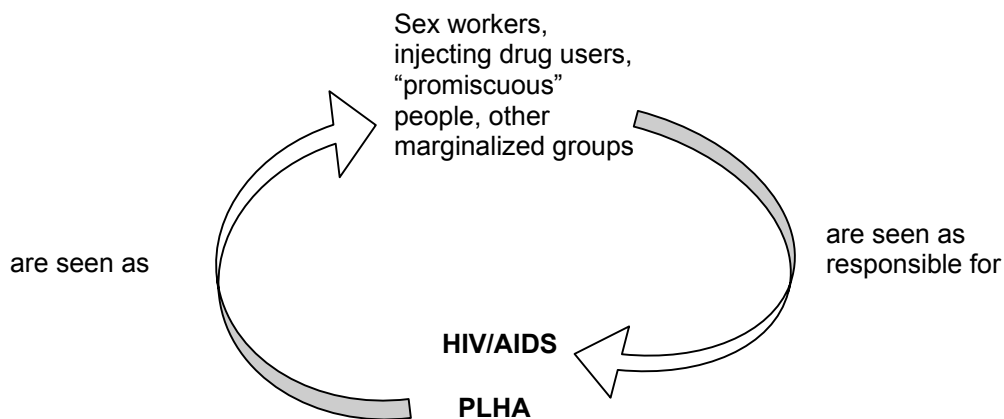 Sex workers,
injecting drug users,
“promiscuous”
people, other
marginalized groups
are seen as
are seen as
responsible for
HIV/AIDS
PLHA